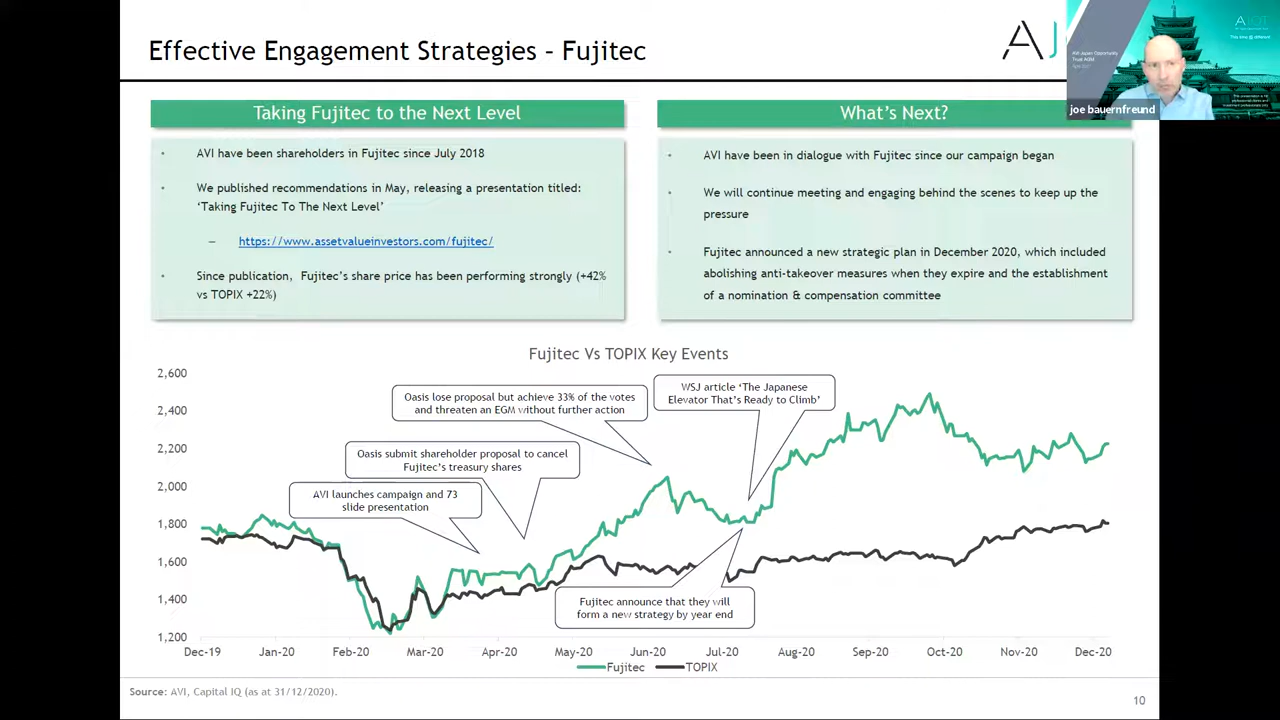 Effective Engagement Strategies – Fujitec
AJ
joe bauernfreund
Taking Fujitec to the Next Level
• AVI have been shareholders in Fujitec since July 2018
• We published recommendations in May, releasing a presentation titled:
‘Taking Fujitec To The Next Level’
– https://www.assetvalueinvestors.com/fujitec/
• Since publication, Fujitec’s share price has been performing strongly (+42%
vs TOPIX +22%)
What’s Next?
• AVI have been in dialogue with Fujitec since our campaign began
• We will continue meeting and engaging behind the scenes to keep up the
pressure
• Fujitec announced a new strategic plan in December 2020, which included
abolishing anti-takeover measures when they expire and the establishment
of a nomination & compensation committee
Fujitec Vs TOPIX Key Events
2,600
2,400
2,200
2,000
1,800
1,600
1,400
1,200
AVI launches campaign and 73
slide presentation
Oasis submit shareholder proposal to cancel
Fujitec’s treasury shares
Oasis lose proposal but achieve 33% of the votes
and threaten an EGM without further action
WSJ article ‘The Japanese
Elevator That’s Ready to Climb’
Fujitec announce that they will
form a new strategy by year end
Dec-19 Jan-20 Feb-20 Mar-20 Apr-20 May-20 Jun-20 Jul-20 Aug-20 Sep-20 Oct-20 Nov-20 Dec-20
Fujitec TOPIX
Source: AVI, Capital IQ (as at 31/12/2020).
10